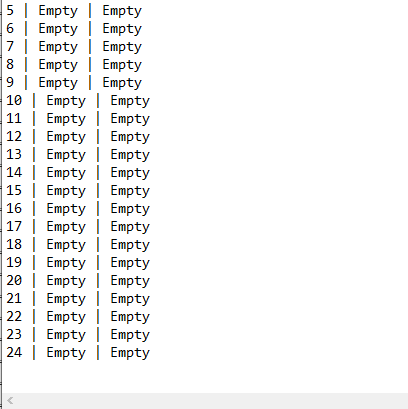 5 | Empty | Empty
6 | Empty | Empty
7 | Empty | Empty
8 | Empty | Empty
9 | Empty | Empty
10 | Empty | Empty
11 | Empty | Empty
12 | Empty | Empty
13 | Empty | Empty
14 | Empty | Empty
15 | Empty | Empty
16 | Empty | Empty
17 | Empty | Empty
18 | Empty | Empty
19 | Empty | Empty
20 | Empty | Empty
21 | Empty | Empty
22 | Empty | Empty
23 | Empty | Empty
24 | Empty | Empty